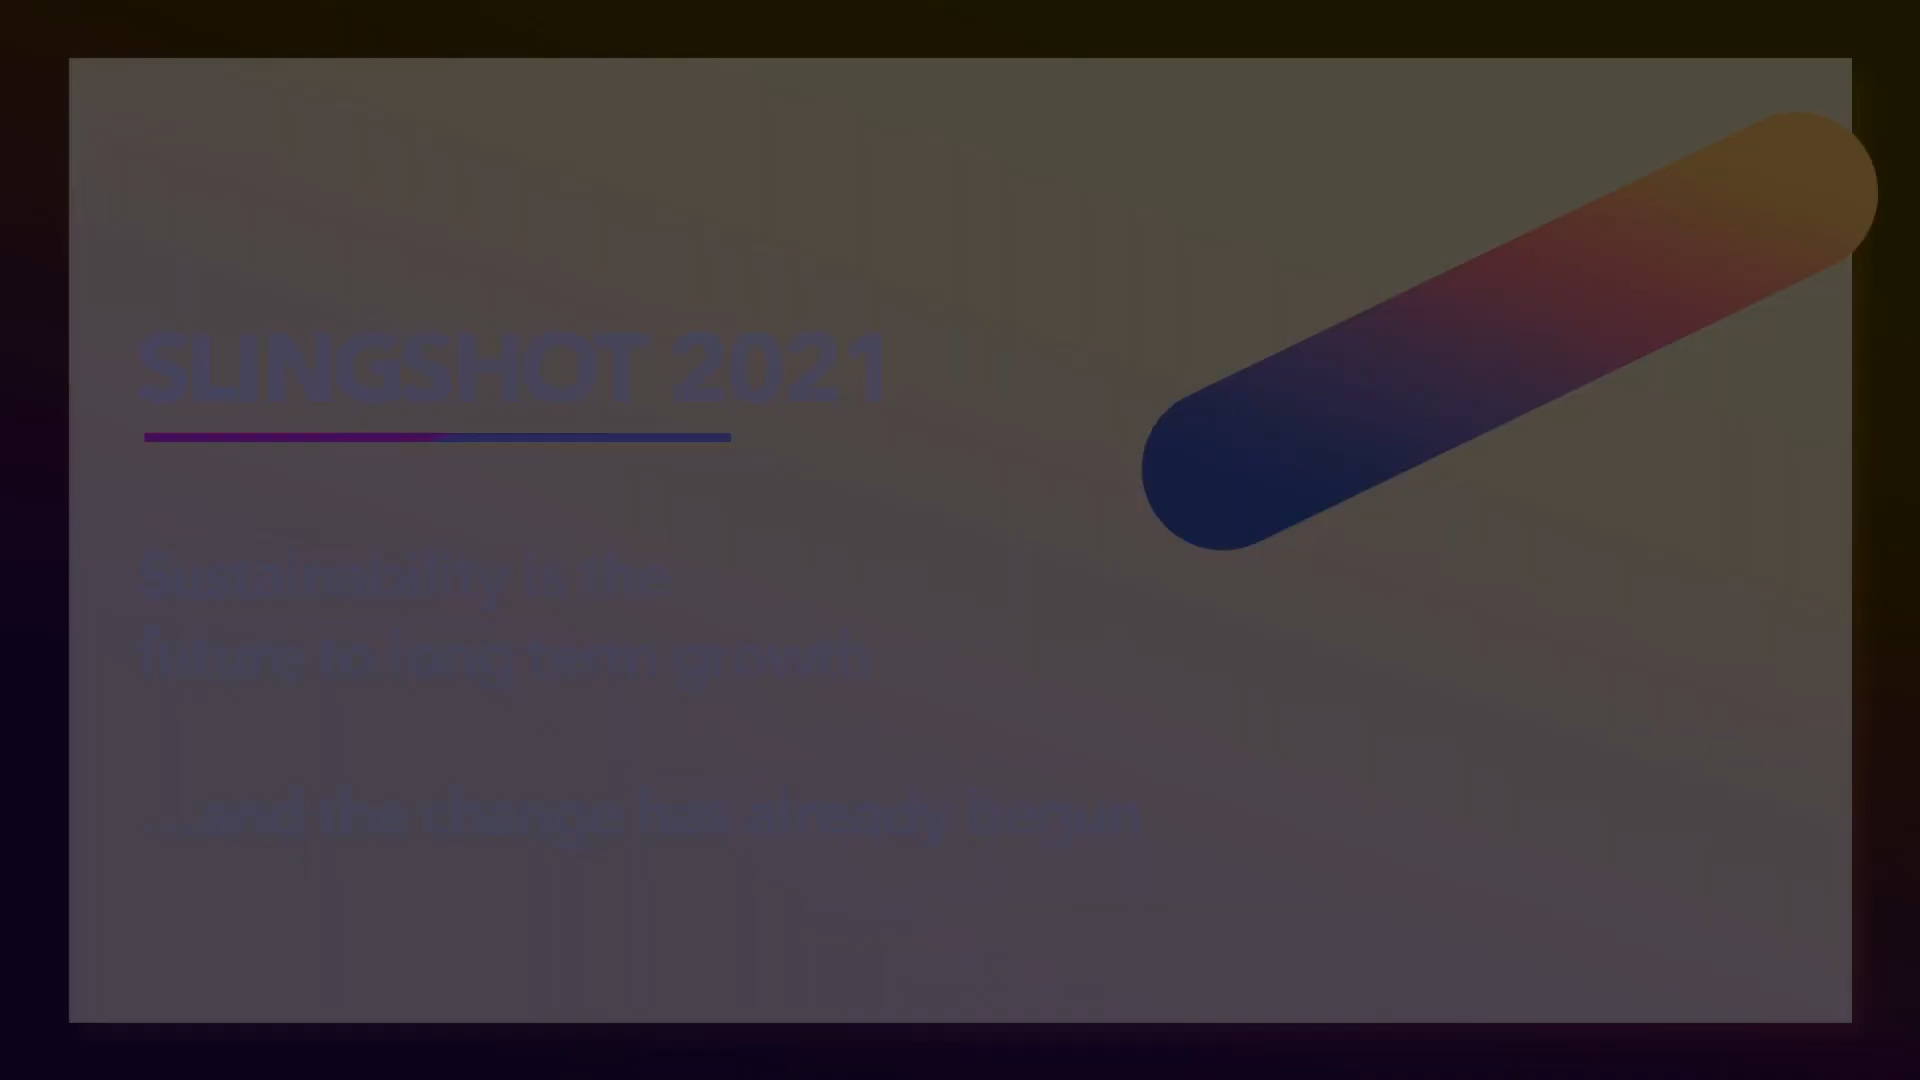 SLINGSHOT 2021
Sustainability is the
future to long term growth
...and the change has already begun